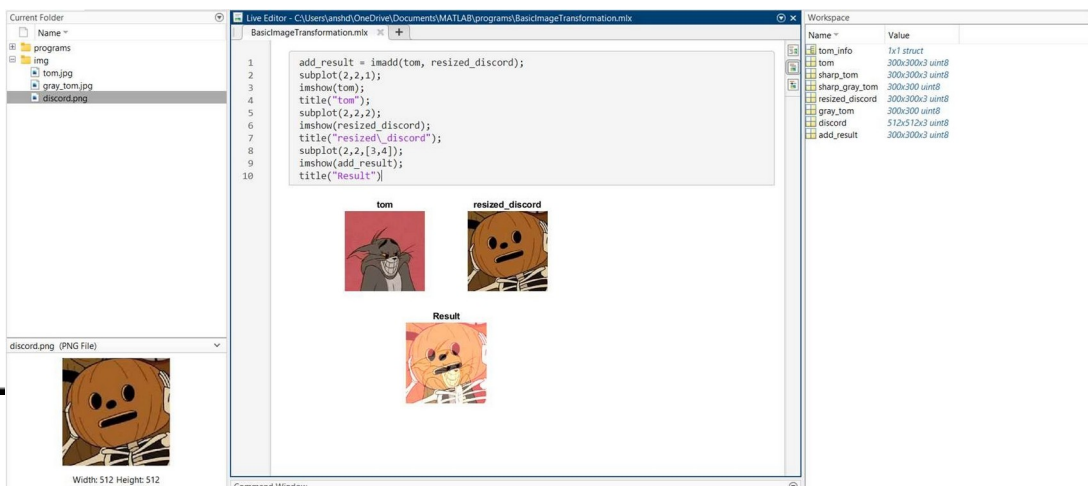 Current Folder
Name
programs
img
tom.jpg
gray_tom.jpg
discord.png
discord.png (PNG File)
Width: 512 Height: 512
Live Editor - C:\Users\anshd\OneDrive\Documents\MATLAB\programs\BasicImageTransformation.mlx
BasicImageTransformation.mlx
1 add_result = imadd(tom, resized_discord);
2 subplot(2,2,1);
3 imshow(tom);
4 title("tom");
5 subplot(2,2,2);
6 imshow(resized_discord);
7 title("resized\_discord");
8 subplot(2,2,[3,4]);
9 imshow(add_result);
10 title("Result")
tom resized_discord
Result
Command Window
Workspace
Name Value
tom_info 1x1 struct
tom 300x300x3 uint8
sharp_tom 300x300x3 uint8
sharp_gray_tom 300x300 uint8
resized_discord 300x300x3 uint8
gray_tom 300x300 uint8
discord 512x512x3 uint8
add_result 300x300x3 uint8